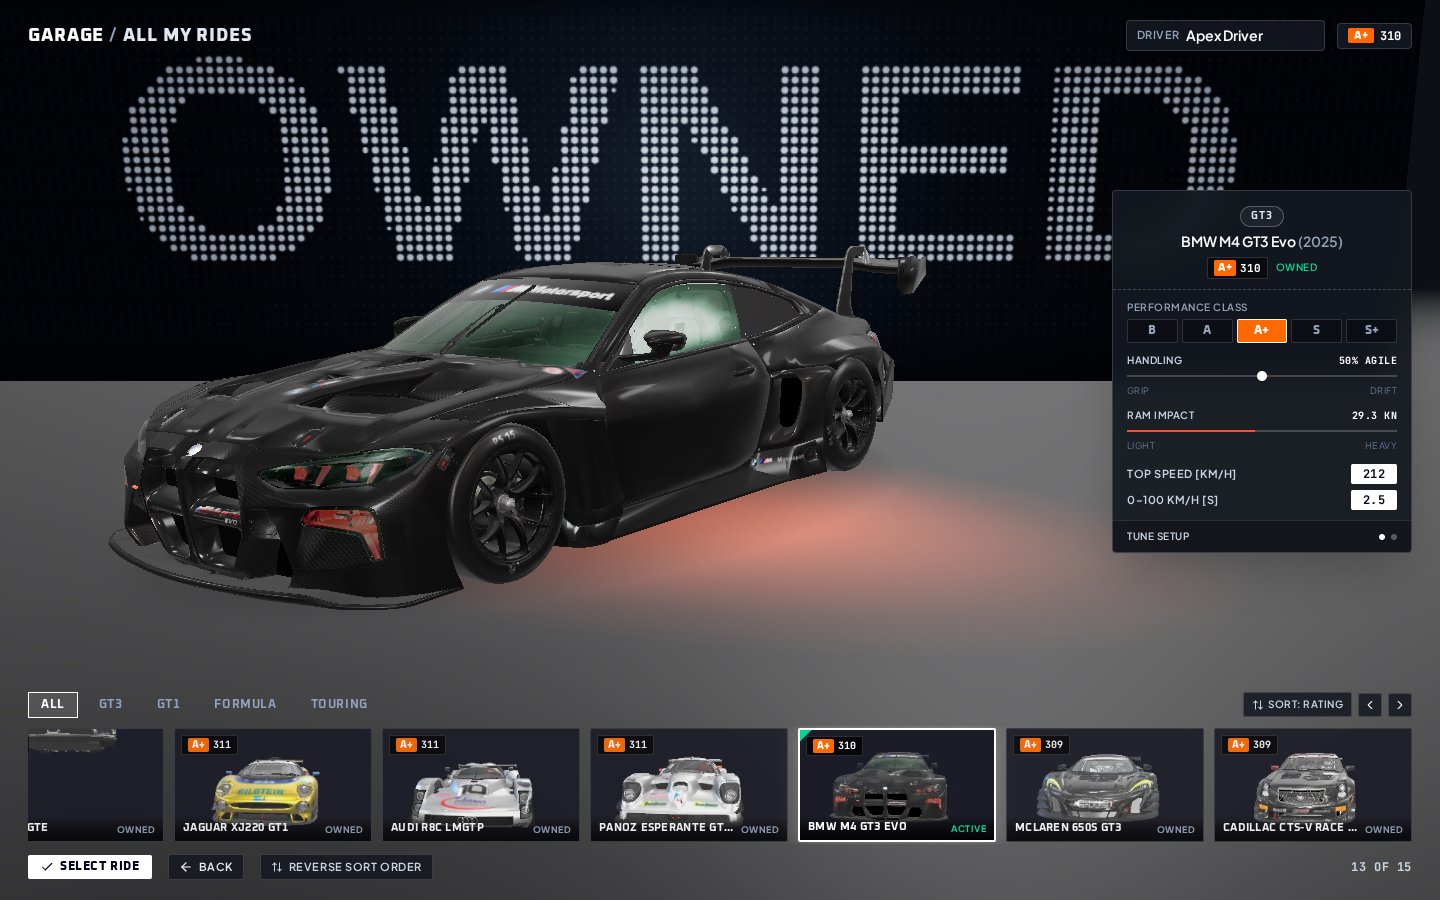 GARAGE / ALL MY RIDES
DRIVER ApexDriver
A+ 310
OWNED
GT3
BMW M4 GT3 Evo (2025)
A+ 310 OWNED
PERFORMANCE CLASS
B A A+ S S+
HANDLING 50% AGILE
GRIP DRIFT
RAM IMPACT 29.3 KN
LIGHT HEAVY
TOP SPEED [KM/H] 212
0-100 KM/H [S] 2.5
TUNE SETUP
M Motorsport
EVO
ALL GT3 GT1 FORMULA TOURING
SORT: RATING
GTE OWNED
A+ 311
BILSTEIN
JAGUAR XJ220 GT1 OWNED
A+ 311
AUDI R8C LMGTP OWNED
A+ 311
PANOZ ESPERANTE GT... OWNED
A+ 310
BMW M4 GT3 EVO ACTIVE
A+ 309
MCLAREN 650S GT3 OWNED
A+ 309
CADILLAC CTS-V RACE ... OWNED
SELECT RIDE BACK REVERSE SORT ORDER
13 OF 15